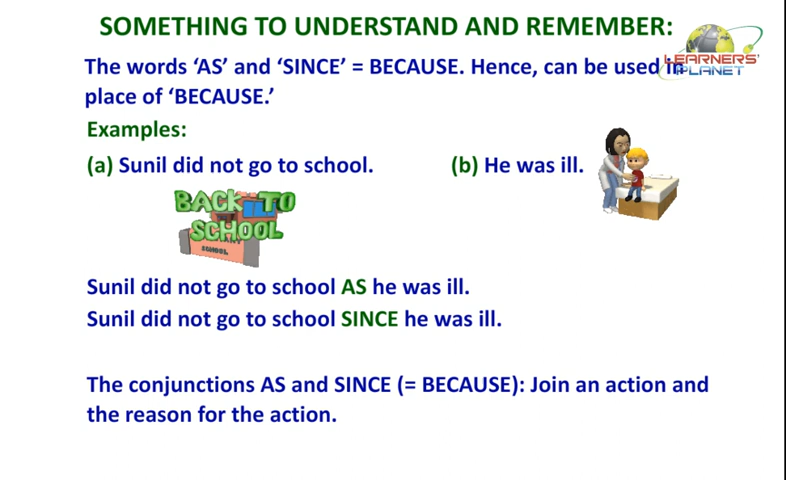 SOMETHING TO UNDERSTAND AND REMEMBER:
LEARNERS'
PLANET
The words ‘AS’ and ‘SINCE’ = BECAUSE. Hence, can be used in
place of ‘BECAUSE.’
Examples:
(a) Sunil did not go to school. (b) He was ill.
BACK TO
SCHOOL
SCHOOL
Sunil did not go to school AS he was ill.
Sunil did not go to school SINCE he was ill.
The conjunctions AS and SINCE (= BECAUSE): Join an action and
the reason for the action.